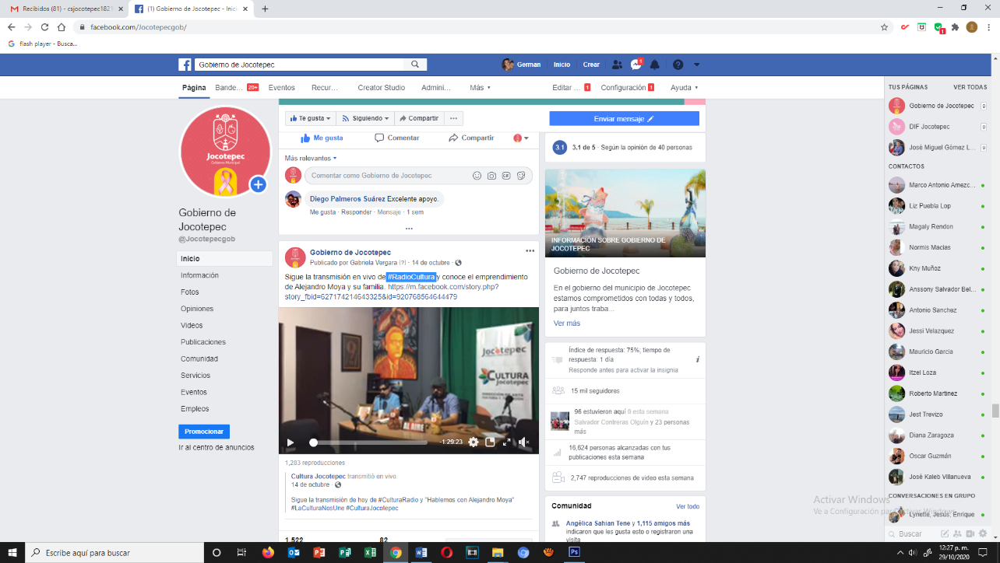 Recibidos (81) - csjocotepec1821
(1) Gobierno de Jocotepec - Inici
facebook.com/Jocotepecgob/
flash player - Busca...
Gobierno de Jocotepec
German
Inicio
Crear
1
Página
Bande...
20+
Eventos
Recur...
Creator Studio
Admini...
Más
Editar ...
1
Configuración
1
Ayuda
Jocotepec
Gobierno Municipal
Gobierno de
Jocotepec
@Jocotepecgob
Inicio
Información
Fotos
Opiniones
Videos
Publicaciones
Comunidad
Servicios
Eventos
Empleos
Promocionar
Ir al centro de anuncios
Te gusta
Siguiendo
Compartir
...
Enviar mensaje
Me gusta
Comentar
Compartir
Más relevantes
Comentar como Gobierno de Jocotepec
GIF
Diego Palmeros Suárez Excelente apoyo.
Me gusta · Responder · Mensaje · 1 sem
...
Gobierno de Jocotepec
Publicado por Gabriela Vergara [?] · 14 de octubre ·
Sigue la transmisión en vivo de #RadioCultura y conoce el emprendimiento
de Alejandro Moya y su familia. https://m.facebook.com/story.php?
story_fbid=627174214643325&id=920768564644479
Jocotepec
CULTURA
Jocotepec
AL AIRE
-1:29:23
1,283 reproducciones
Cultura Jocotepec transmitió en vivo.
14 de octubre ·
Sigue la transmisión de hoy de #CulturaRadio y "Hablemos con Alejandro Moya"
#LaCulturaNosUne #CulturaJocotepec
1,522
82
3.1
3.1 de 5 · Según la opinión de 40 personas
INFORMACIÓN SOBRE GOBIERNO DE
JOCOTEPEC
Gobierno de Jocotepec
En el gobierno del municipio de Jocotepec
estamos comprometidos con todas y todos,
para juntos traba...
Ver más
Índice de respuesta: 75%; tiempo de
respuesta: 1 día
Responde antes para activar la insignia
15 mil seguidores
96 estuvieron aquí 0 esta semana
Salvador Contreras Olguín y 23 personas
más
16,624 personas alcanzadas con tus
publicaciones esta semana
2,747 reproducciones de video esta semana
Comunidad
Ver todo
Angélica Sahian Tene y 1,115 amigos más
indicaron que les gusta esto o registraron una
visita
TUS PÁGINAS
VER TODAS
Gobierno de Jocotepec
9
DIF Jocotepec
9
José Miguel Gómez L...
9
CONTACTOS
Marco Antonio Amezc...
Liz Puebla Lop
Magaly Rendon
Normis Macias
Kny Muñoz
Anssony Salvador Bel...
Antonio Sanchez
Jessi Velazquez
Mauricio Garcia
Itzel Loza
Roberto Martinez
Jest Trevizo
Diana Zaragoza
Oscar Guzmán
José Kaleb Villanueva
CONVERSACIONES EN GRUPO
Lynette, Jesús, Enrique
Activar Windows
Ve a Configuración para activar Windows.
Buscar
Escribe aquí para buscar
12:27 p. m.
29/10/2020